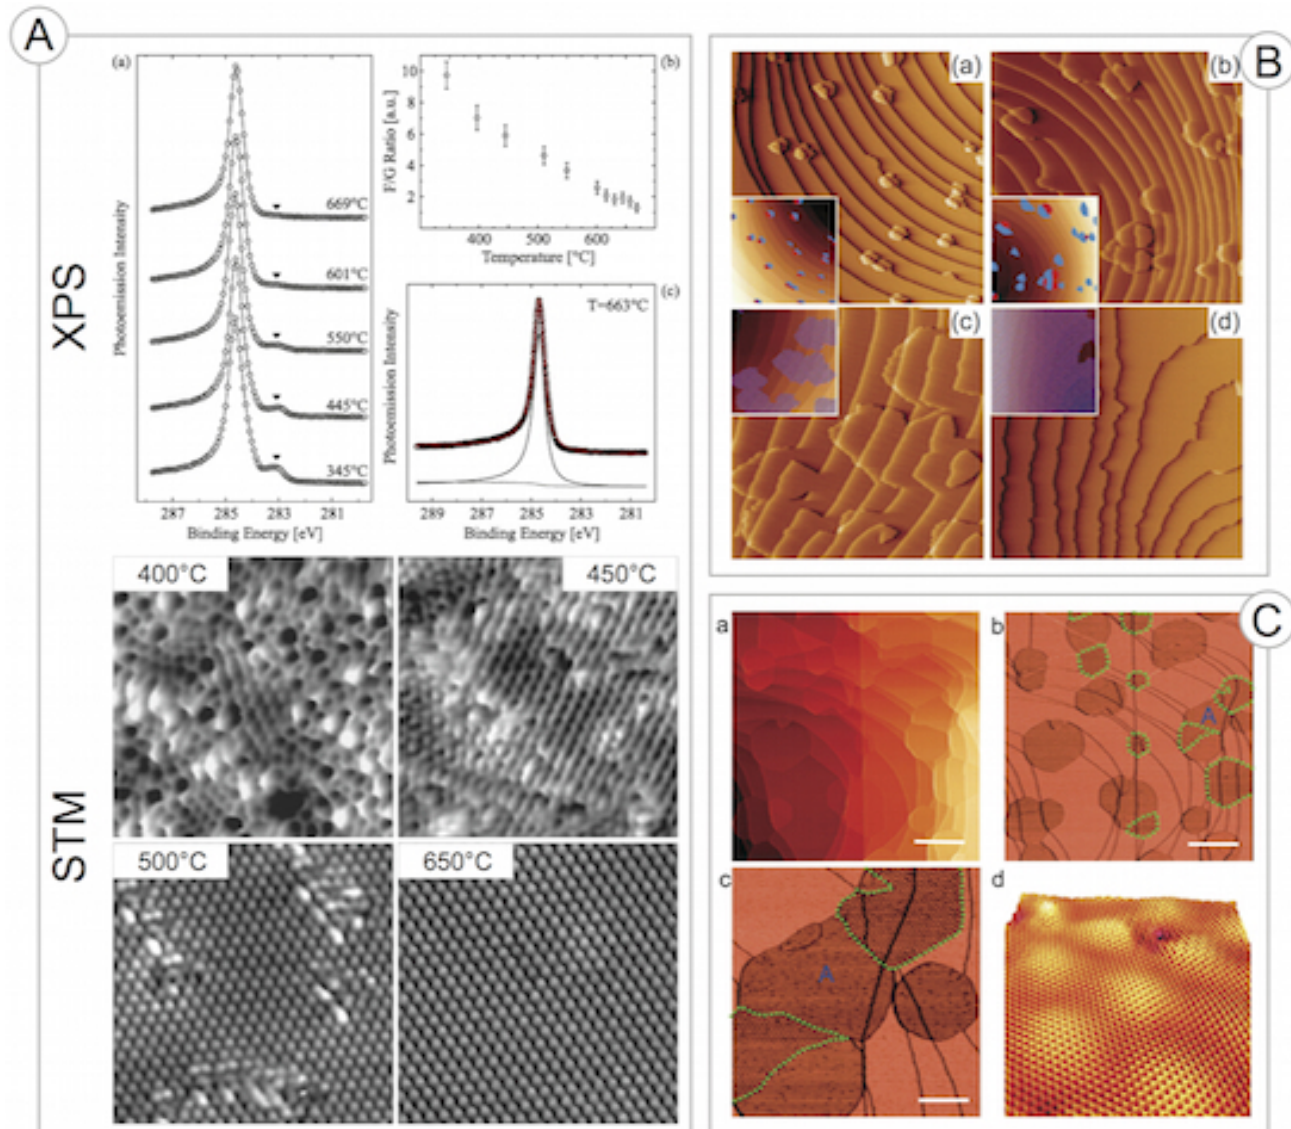 A
XPS
STM
(a)
Photoemission Intensity
669°C
601°C
550°C
445°C
345°C
287
285
283
281
Binding Energy [eV]
(b)
F/G Ratio [a.u.]
10
8
6
4
2
400
500
600
Temperature [°C]
(c)
T=663°C
Photoemission Intensity
289
287
285
283
281
Binding Energy [eV]
400°C
450°C
500°C
650°C
B
(a)
(b)
(c)
(d)
C
a
b
A
c
A
d